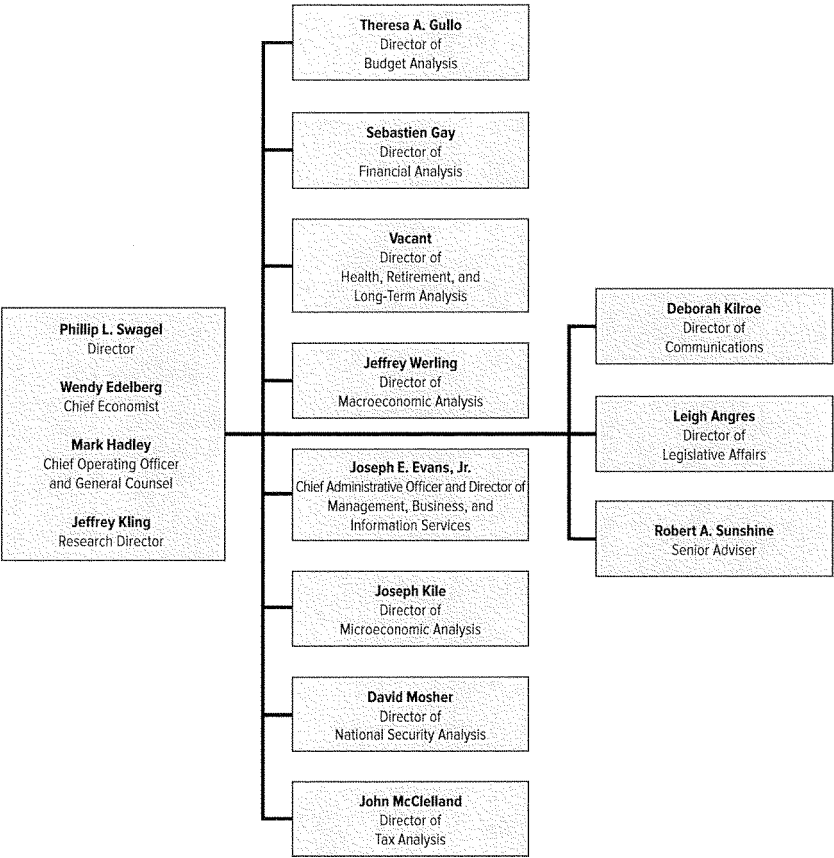 Theresa A. Gullo
Director of
Budget Analysis
Sebastien Gay
Director of
Financial Analysis
Vacant
Director of
Health, Retirement, and
Long-Term Analysis
Phillip L. Swagel
Director
Wendy Edelberg
Chief Economist
Mark Hadley
Chief Operating Officer
and General Counsel
Jeffrey Kling
Research Director
Jeffrey Werling
Director of
Macroeconomic Analysis
Joseph E. Evans, Jr.
Chief Administrative Officer and Director of
Management, Business, and
Information Services
Joseph Kile
Director of
Microeconomic Analysis
David Mosher
Director of
National Security Analysis
John McClelland
Director of
Tax Analysis
Deborah Kilroe
Director of
Communications
Leigh Angres
Director of
Legislative Affairs
Robert A. Sunshine
Senior Adviser